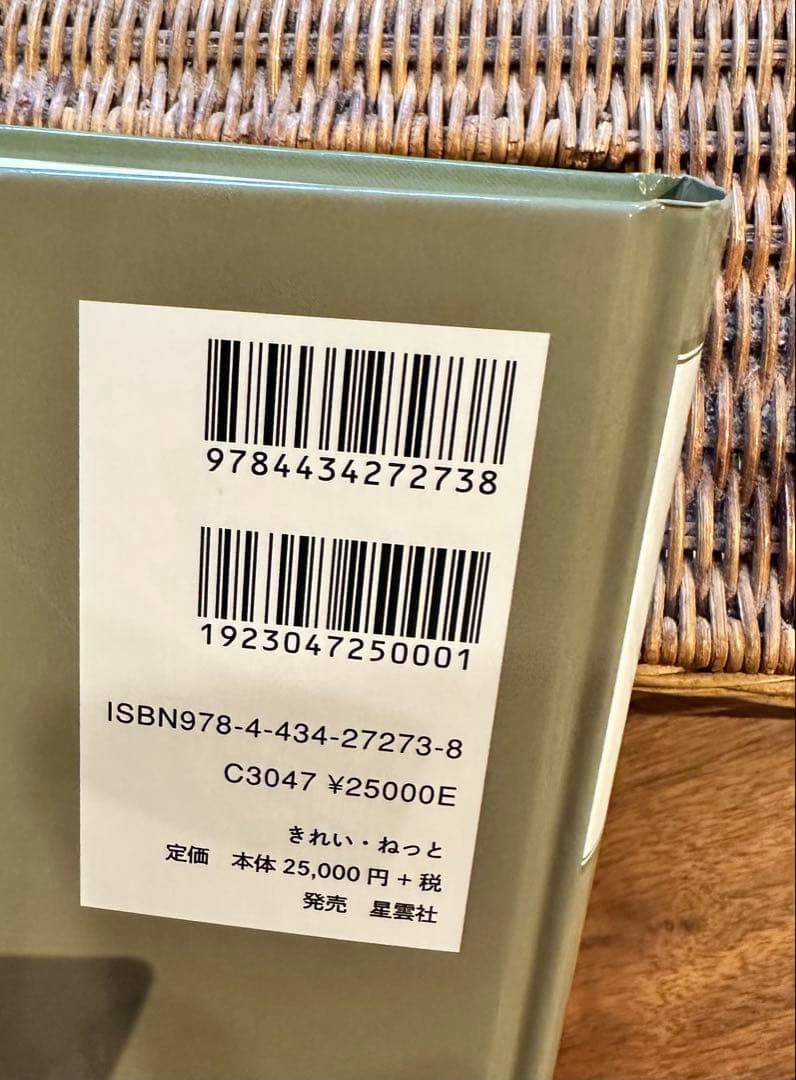 9784434272738
1923047250001
ISBN978-4-434-27273-8
C3047 ¥25000E
きれい・ねっと
定価 本体 25,000 円 + 税
発売 星雲社